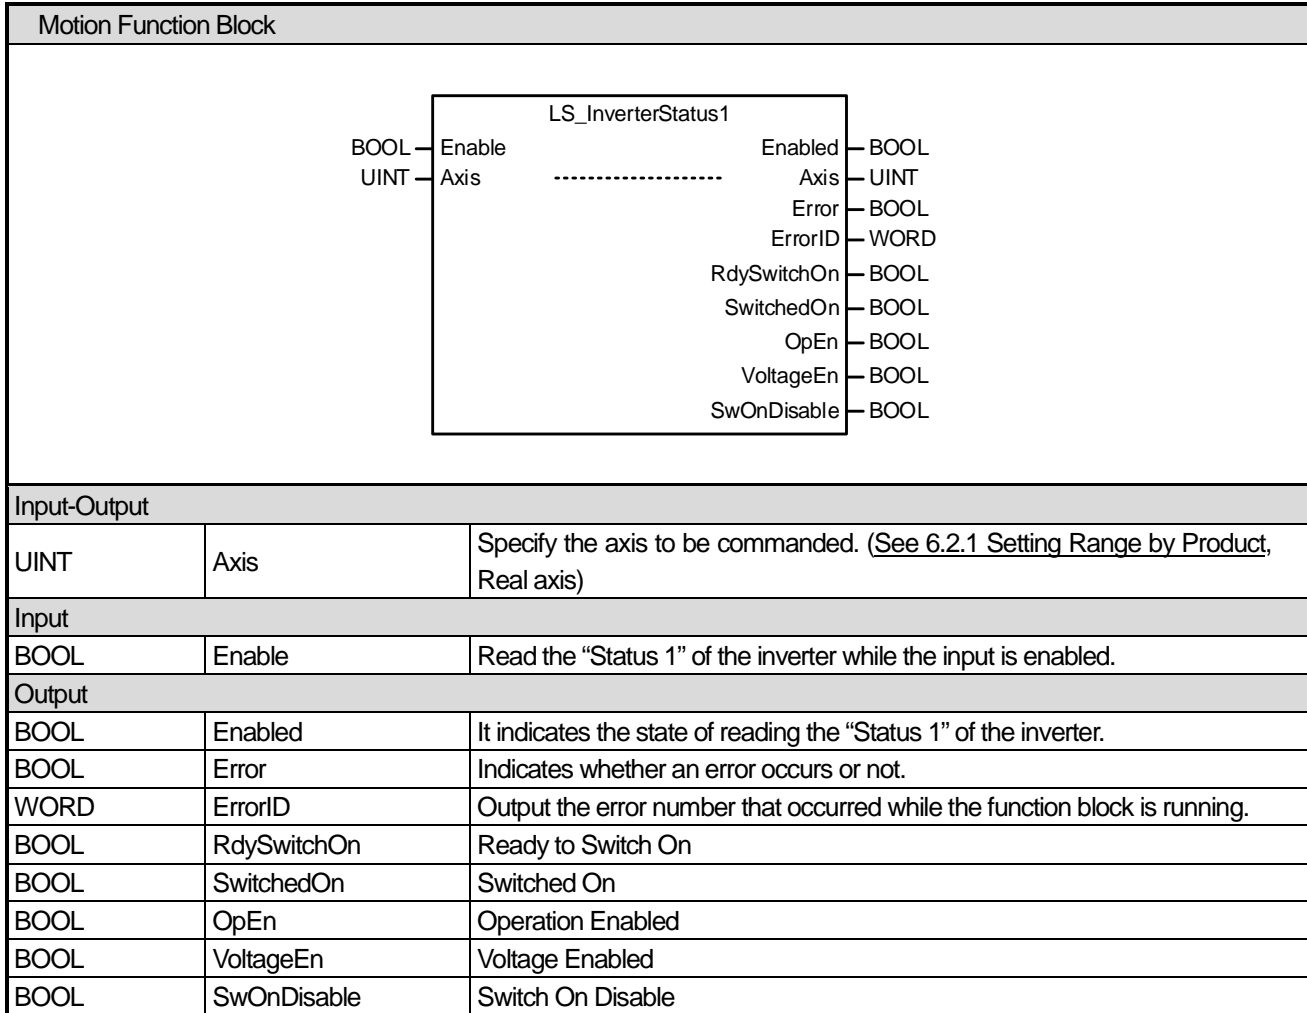 Motion Function Block
LS_InverterStatus1
BOOL Enable Enabled BOOL
UINT Axis Axis UINT
Error BOOL
ErrorID WORD
RdySwitchOn BOOL
SwitchedOn BOOL
OpEn BOOL
VoltageEn BOOL
SwOnDisable BOOL
Input-Output
UINT Axis Specify the axis to be commanded. (See 6.2.1 Setting Range by Product,
Real axis)
Input
BOOL Enable Read the “Status 1” of the inverter while the input is enabled.
Output
BOOL Enabled It indicates the state of reading the “Status 1” of the inverter.
BOOL Error Indicates whether an error occurs or not.
WORD ErrorID Output the error number that occurred while the function block is running.
BOOL RdySwitchOn Ready to Switch On
BOOL SwitchedOn Switched On
BOOL OpEn Operation Enabled
BOOL VoltageEn Voltage Enabled
BOOL SwOnDisable Switch On Disable